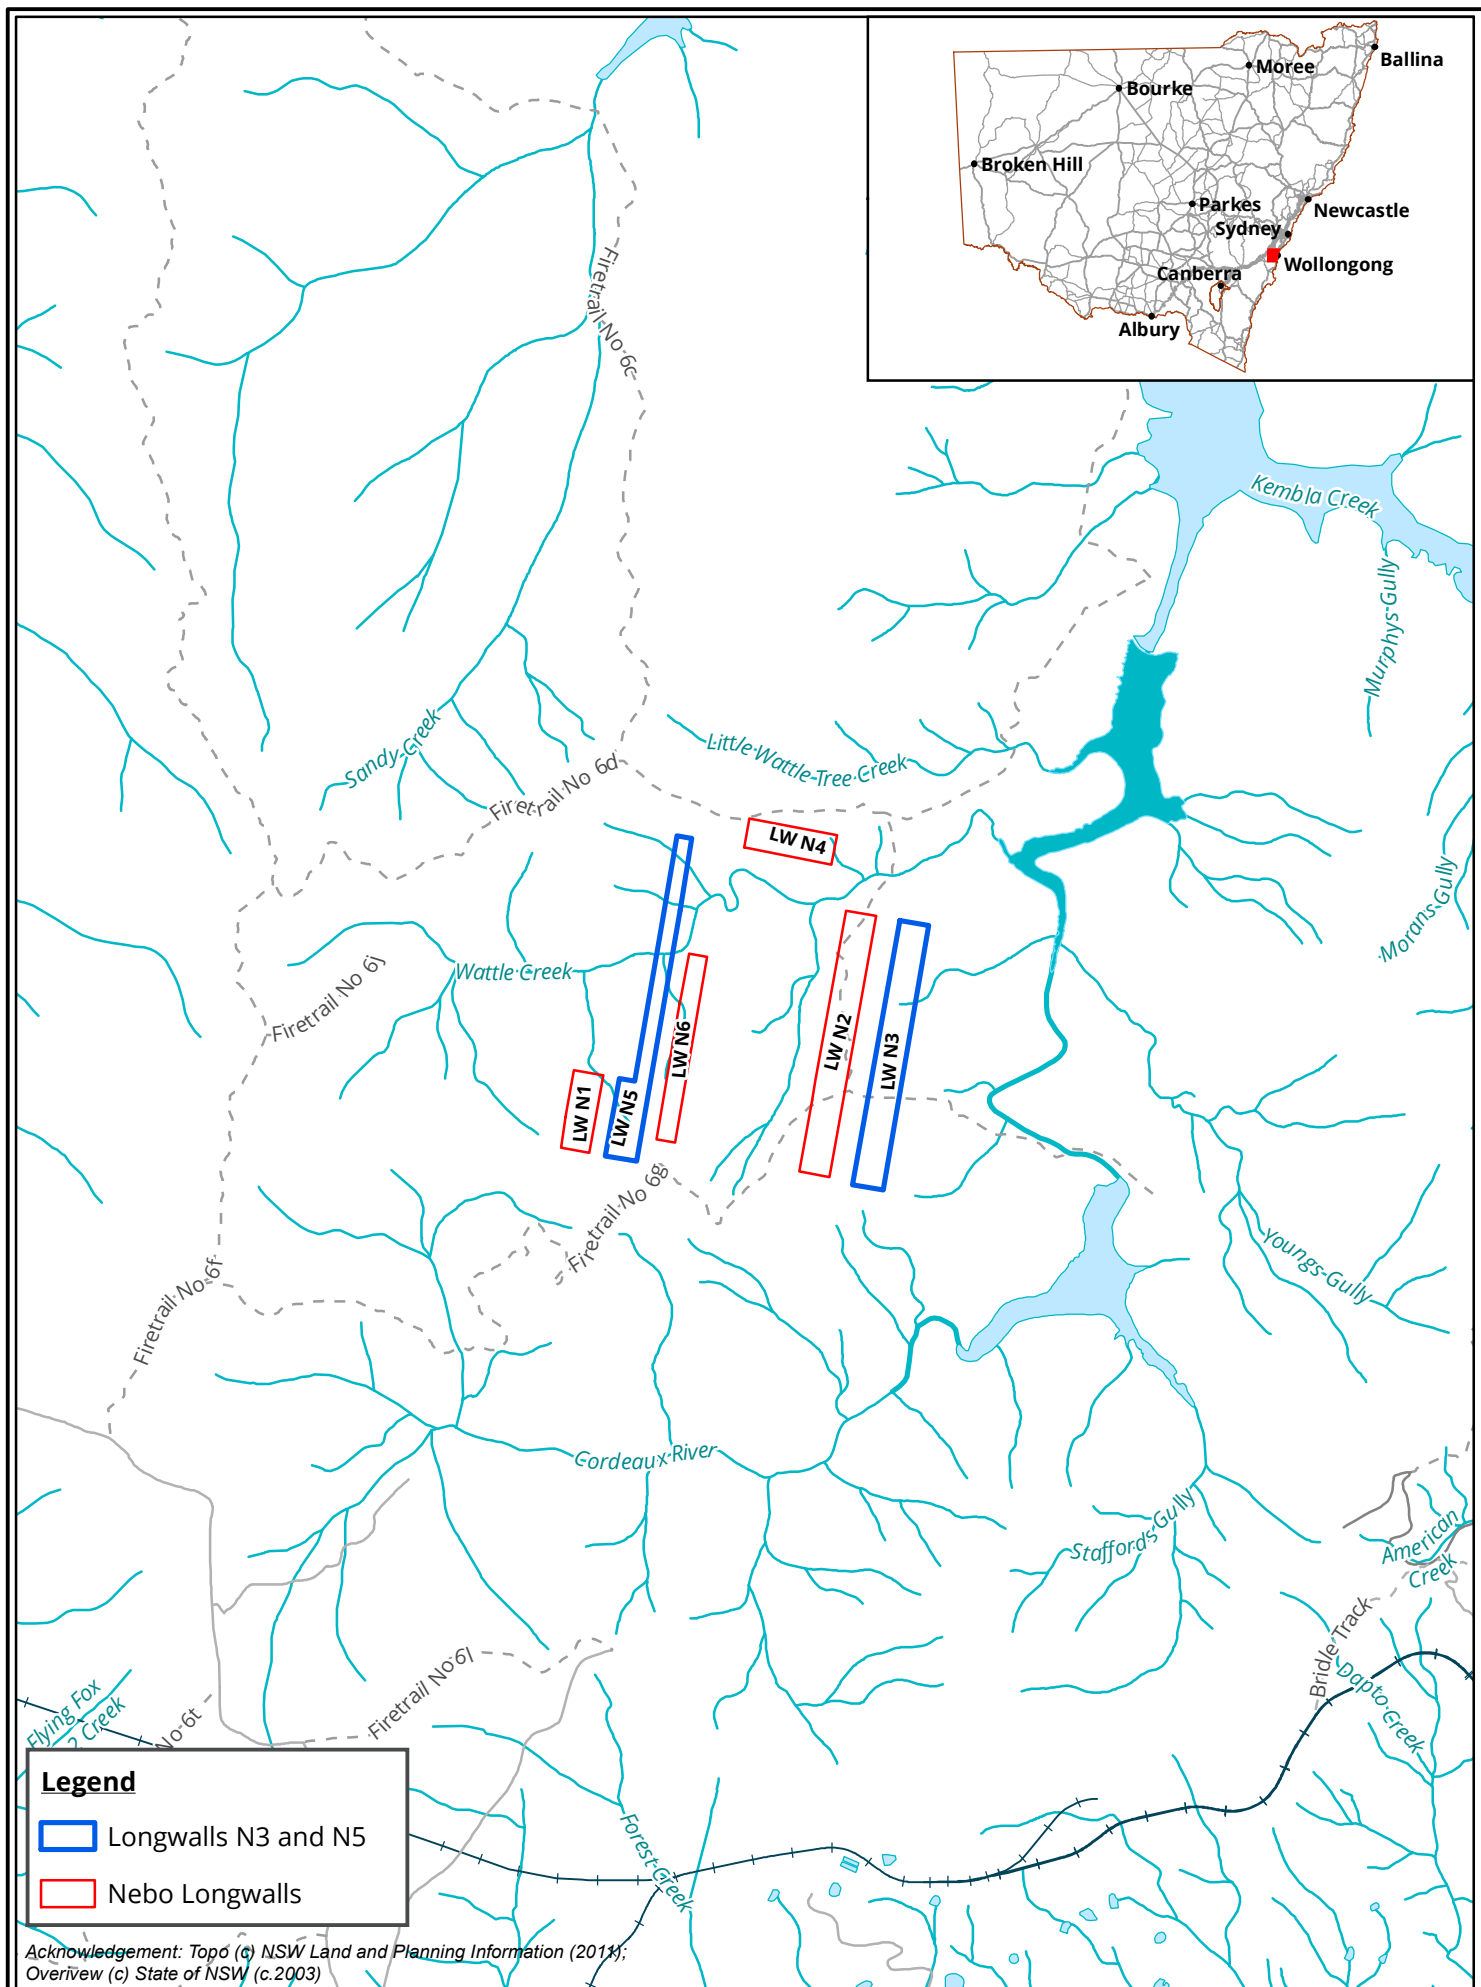 Ballina
Moree
Bourke
Broken Hill
Parkes
Newcastle
Sydney
Wollongong
Canberra
Albury
Firetrail No 6c
Kembla Creek
Murphys Gully
Sandy Creek
Little Wattle Tree Creek
Firetrail No 6d
LW N4
Morans Gully
Firetrail No 6j
Wattle Creek
LW N6
LW N2
LW N3
LW N1
LW N5
Firetrail No 6g
Youngs Gully
Firetrail No 6f
Cordeaux River
Staffords Gully
American
Creek
Bridle Track
Dapto Creek
Firetrail No 6l
Flying Fox
2 Creek
No 6t
Forest Creek
Legend
Longwalls N3 and N5
Nebo Longwalls
Acknowledgement: Topo (c) NSW Land and Planning Information (2011);
Overivew (c) State of NSW (c.2003)